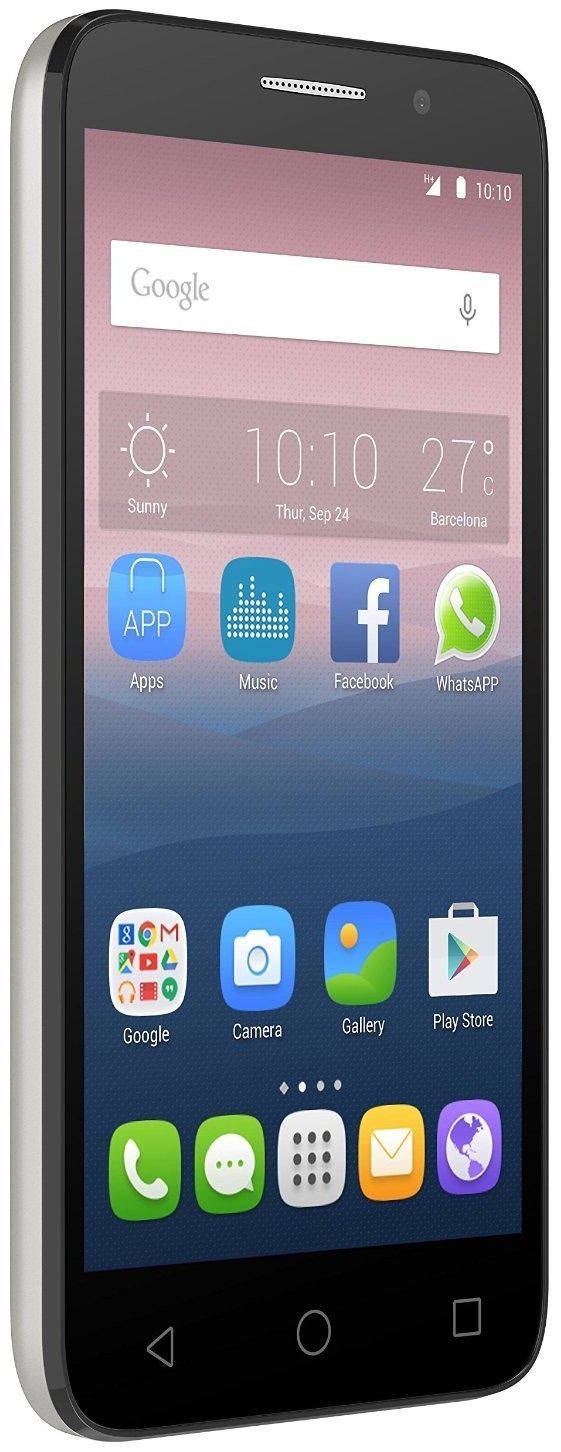 H+ 10:10
Google
10:10 27°C
Sunny Thur, Sep 24 Barcelona
APP
Apps Music Facebook WhatsAPP
Google Camera Gallery Play Store